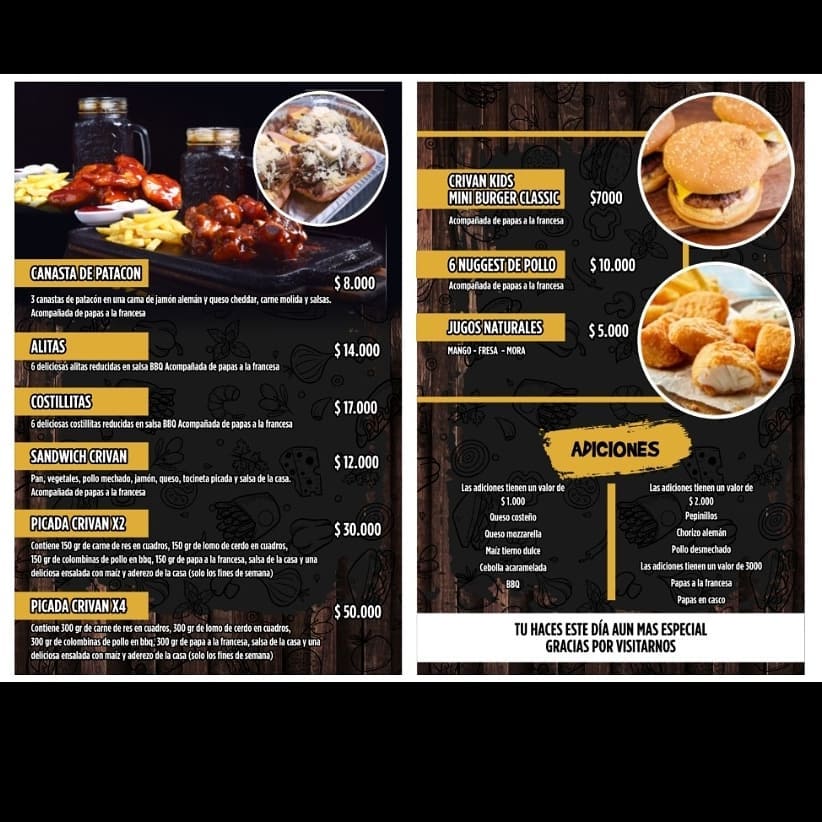 CANASTA DE PATACON
$ 8.000
3 canastas de patacón en una cama de jamón alemán y queso cheddar, carne molida y salsas.
Acompañada de papas a la francesa
ALITAS
$ 14.000
6 deliciosas alitas reducidas en salsa BBQ Acompañada de papas a la francesa
COSTILLITAS
$ 17.000
6 deliciosas costillitas reducidas en salsa BBQ Acompañada de papas a la francesa
SANDWICH CRIVAN
$ 12.000
Pan, vegetales, pollo mechado, jamón, queso, tocineta picada y salsa de la casa.
Acompañada de papas a la francesa
PICADA CRIVAN X2
$ 30.000
Contiene 150 gr de carne de res en cuadros, 150 gr de lomo de cerdo en cuadros,
150 gr de colombinas de pollo en bbq, 150 gr de papa a la francesa, salsa de la casa y una
deliciosa ensalada con maíz y aderezo de la casa (solo los fines de semana)
PICADA CRIVAN X4
$ 50.000
Contiene 300 gr de carne de res en cuadros, 300 gr de lomo de cerdo en cuadros,
300 gr de colombinas de pollo en bbq, 300 gr de papa a la francesa, salsa de la casa y una
deliciosa ensalada con maíz y aderezo de la casa (solo los fines de semana)
CRIVAN KIDS
MINI BURGER CLASSIC
$7000
Acompañada de papas a la francesa
6 NUGGEST DE POLLO
$ 10.000
Acompañada de papas a la francesa
JUGOS NATURALES
$ 5.000
MANGO - FRESA - MORA
ADICIONES
Las adiciones tienen un valor de
$ 1.000
Queso costeño
Queso mozzarella
Maíz tierno dulce
Cebolla acaramelada
BBQ
Las adiciones tienen un valor de
$ 2.000
Pepinillos
Chorizo alemán
Pollo desmechado
Las adiciones tienen un valor de 3000
Papas a la francesa
Papas en casco
TU HACES ESTE DÍA AUN MAS ESPECIAL
GRACIAS POR VISITARNOS